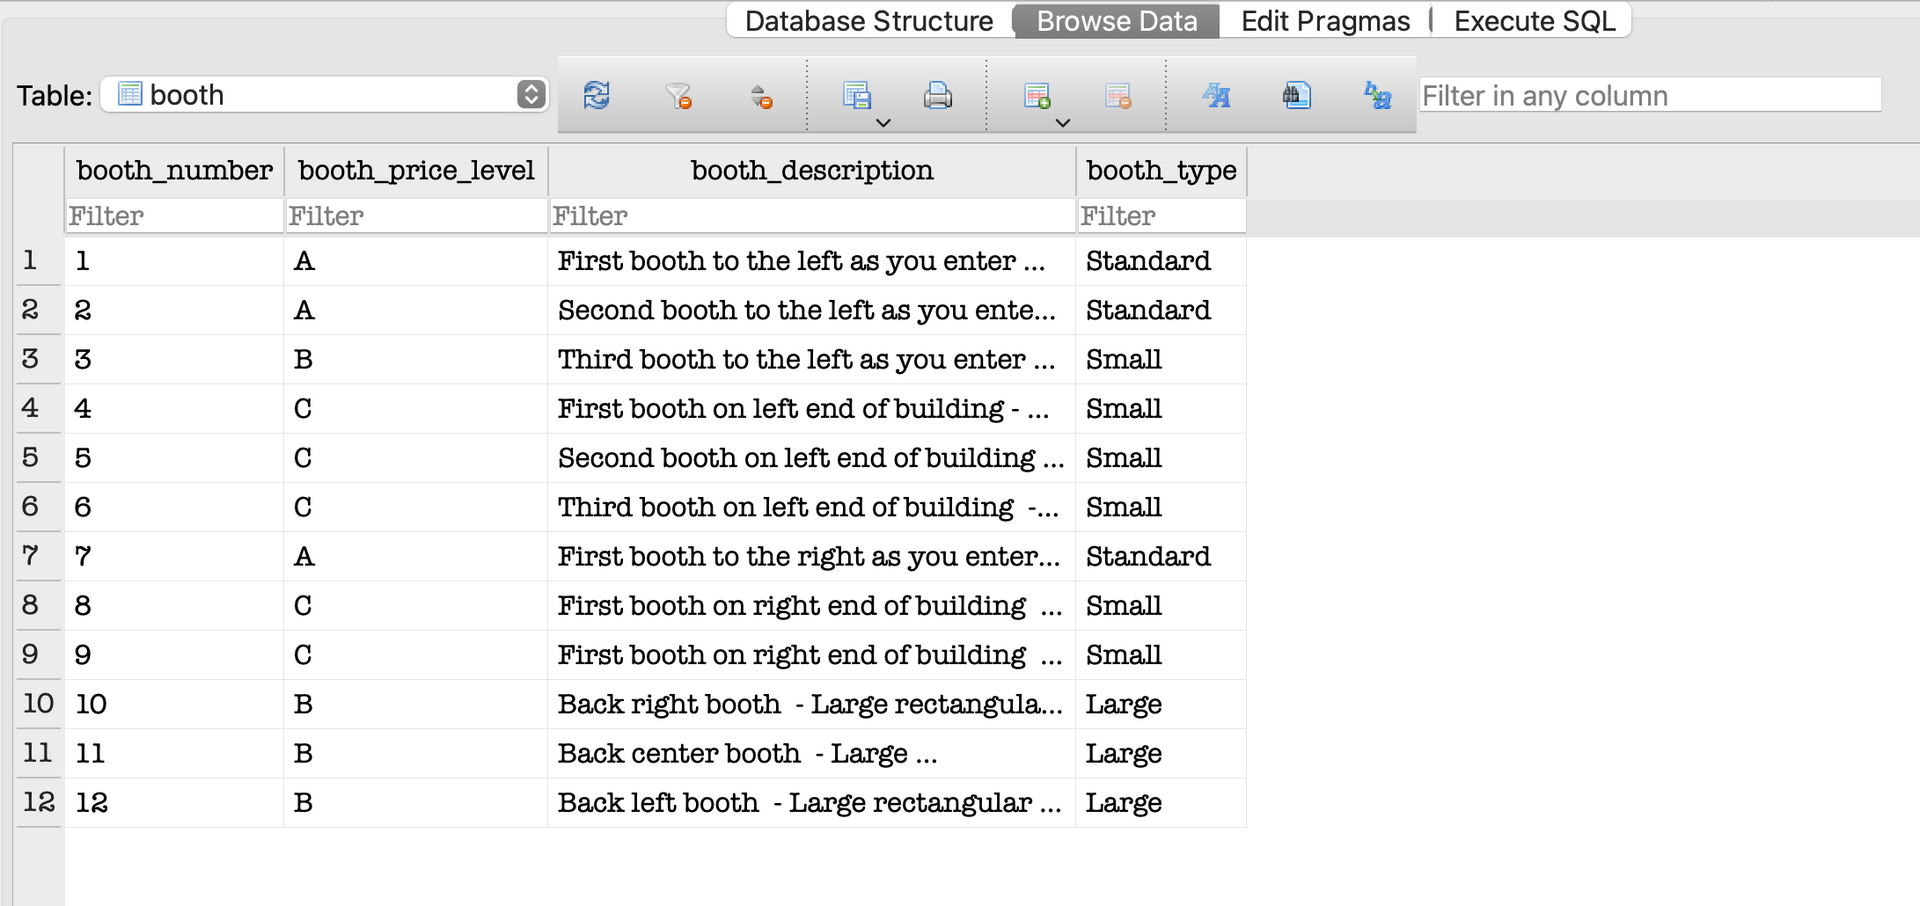 Database Structure Browse Data Edit Pragmas Execute SQL
Table: booth Filter in any column
booth_number booth_price_level booth_description booth_type
Filter Filter Filter Filter
1 1 A First booth to the left as you enter ... Standard
2 2 A Second booth to the left as you ente... Standard
3 3 B Third booth to the left as you enter ... Small
4 4 C First booth on left end of building - ... Small
5 5 C Second booth on left end of building ... Small
6 6 C Third booth on left end of building  -... Small
7 7 A First booth to the right as you enter... Standard
8 8 C First booth on right end of building  ... Small
9 9 C First booth on right end of building  ... Small
10 10 B Back right booth  - Large rectangula... Large
11 11 B Back center booth  - Large ... Large
12 12 B Back left booth  - Large rectangular ... Large